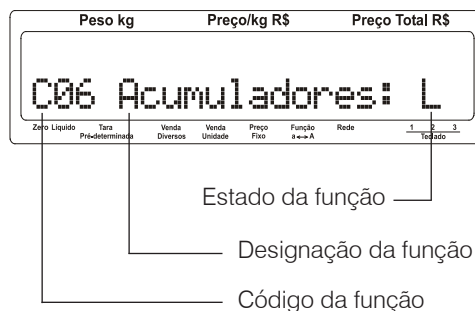 Peso kg Preço/kg R$ Preço Total R$
C06 Acumuladores: L
Zero Líquido Tara Pré-determinada Venda Diversos Venda Unidade Preço Fixo Função a↔A Rede 1 2 3 Teclado
Estado da função
Designação da função
Código da função